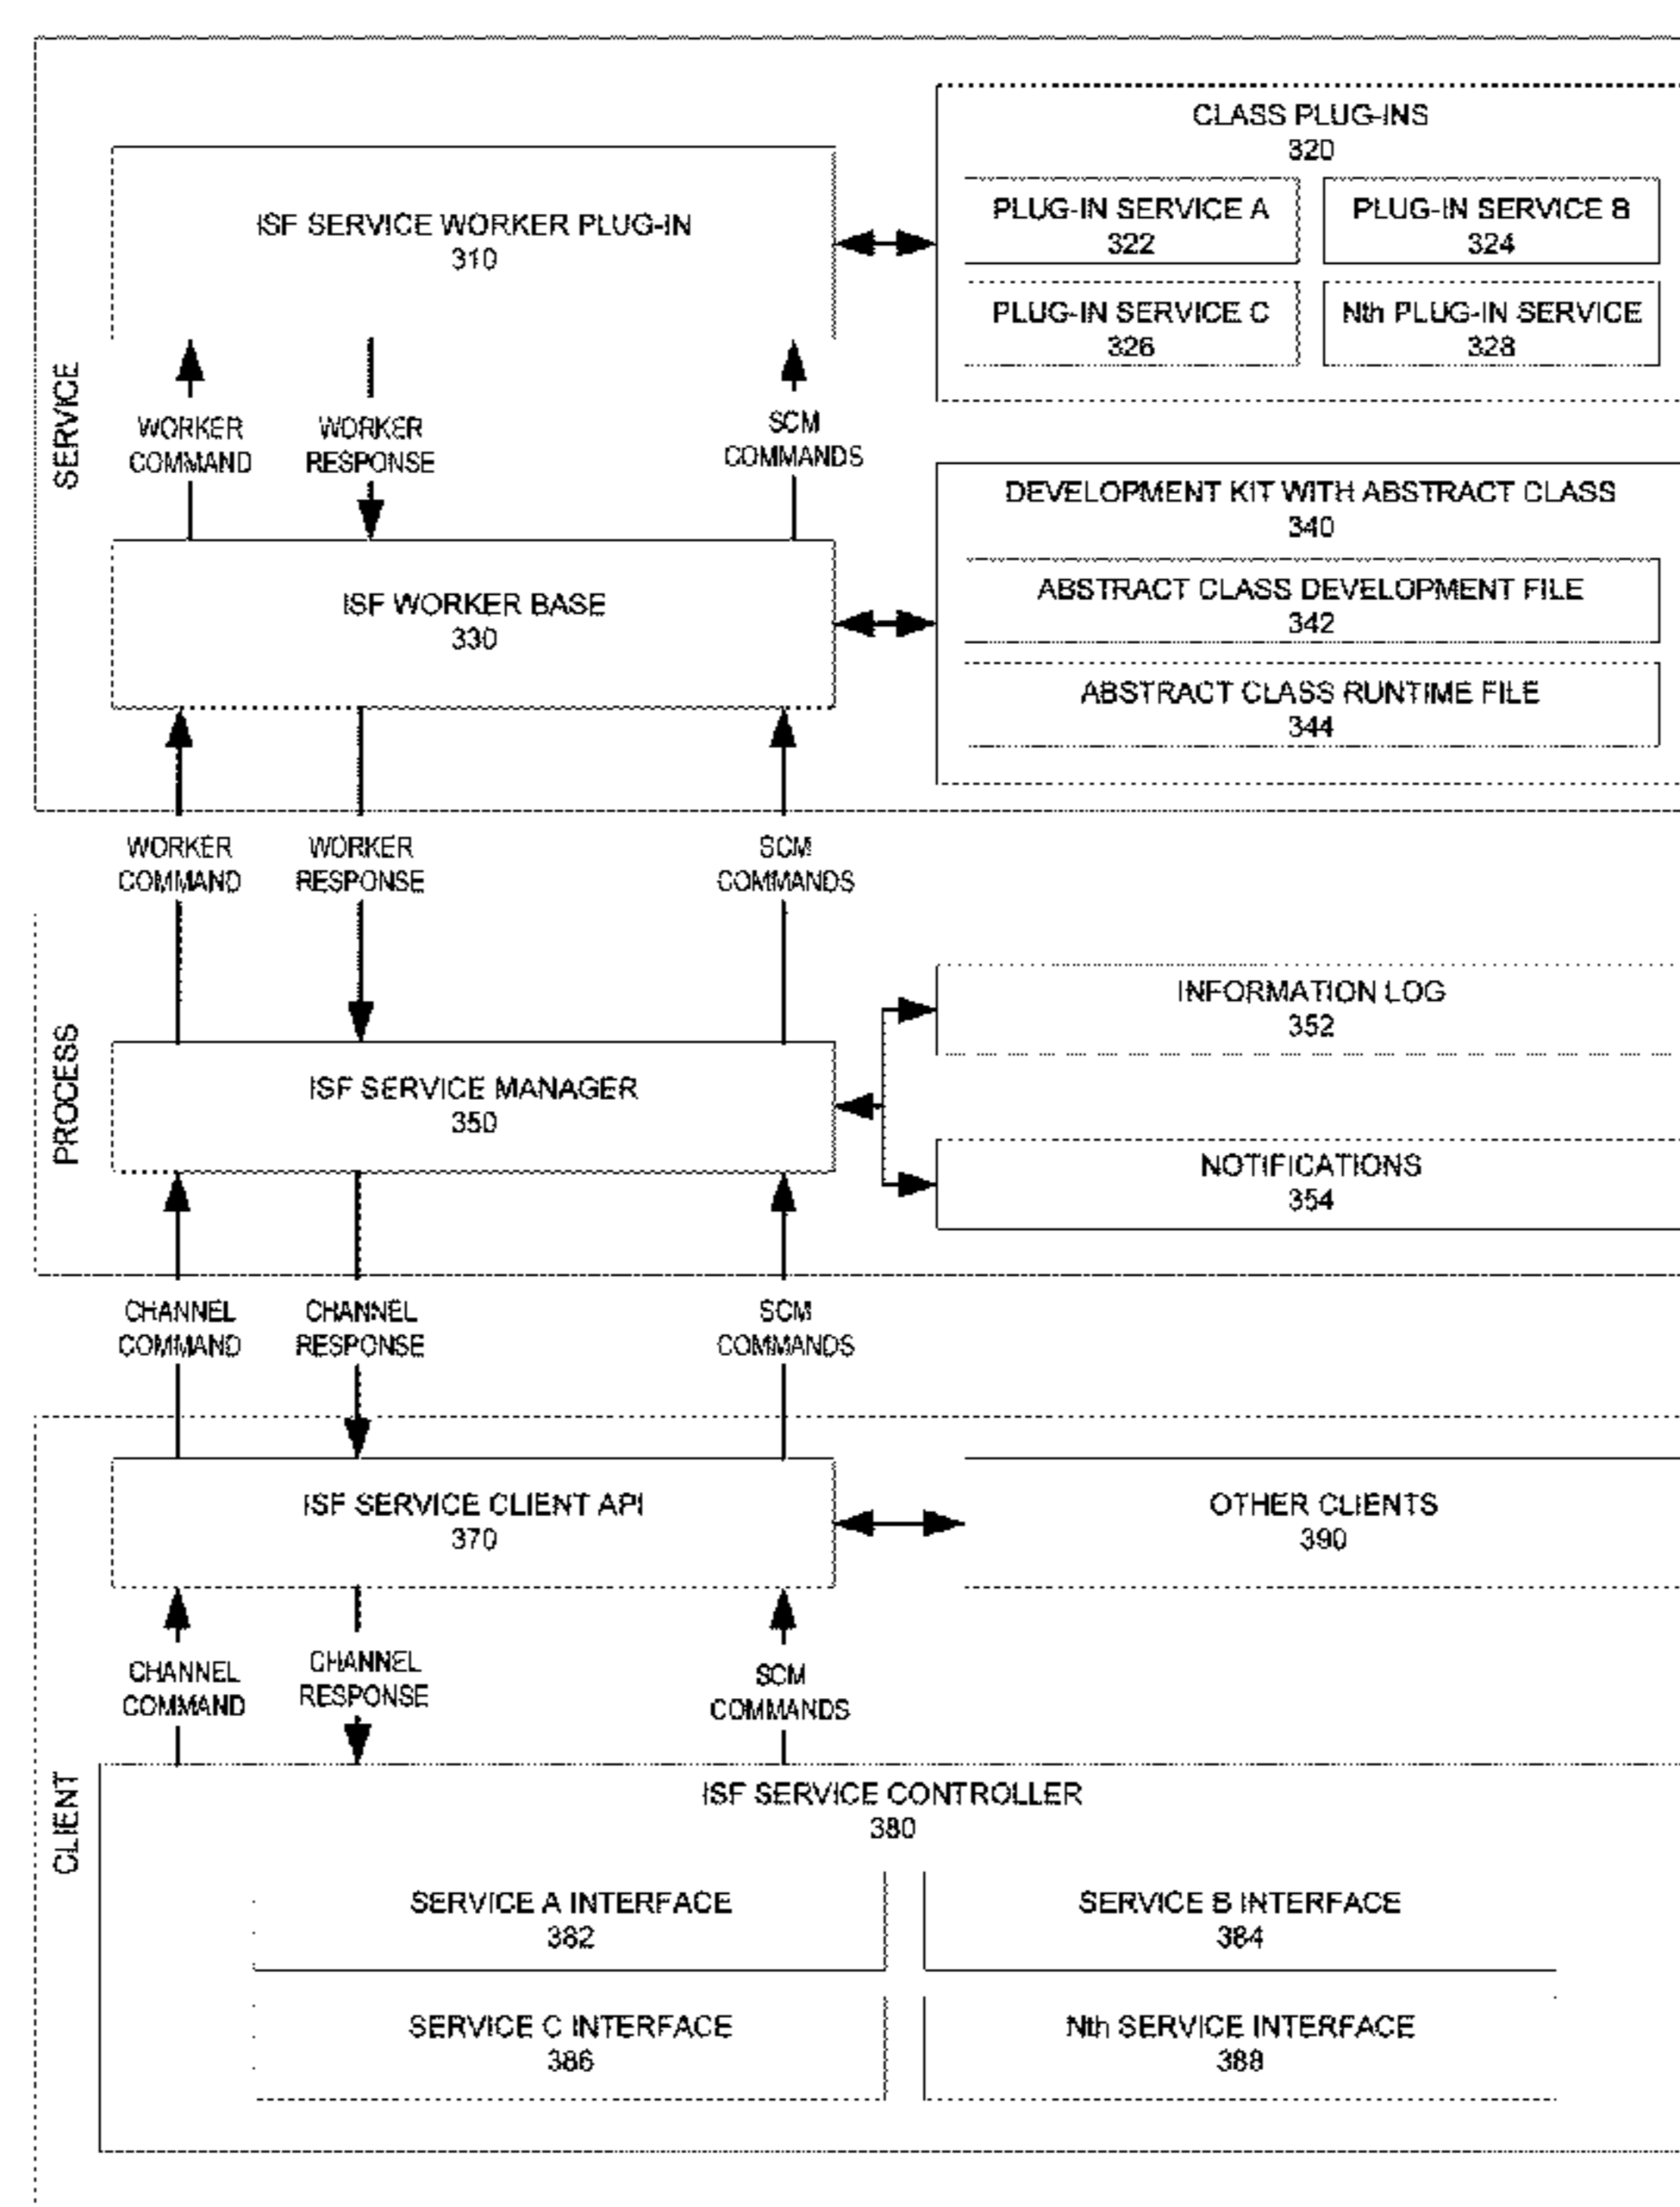 SERVICE
CLASS PLUG-INS
320
ISF SERVICE WORKER PLUG-IN
310
PLUG-IN SERVICE A
322
PLUG-IN SERVICE B
324
PLUG-IN SERVICE C
326
Nth PLUG-IN SERVICE
328
WORKER
COMMAND
WORKER
RESPONSE
SCM
COMMANDS
DEVELOPMENT KIT WITH ABSTRACT CLASS
340
ISF WORKER BASE
330
ABSTRACT CLASS DEVELOPMENT FILE
342
ABSTRACT CLASS RUNTIME FILE
344
WORKER
COMMAND
WORKER
RESPONSE
SCM
COMMANDS
PROCESS
INFORMATION LOG
352
ISF SERVICE MANAGER
350
NOTIFICATIONS
354
CHANNEL
COMMAND
CHANNEL
RESPONSE
SCM
COMMANDS
CLIENT
ISF SERVICE CLIENT API
370
OTHER CLIENTS
390
CHANNEL
COMMAND
CHANNEL
RESPONSE
SCM
COMMANDS
ISF SERVICE CONTROLLER
380
SERVICE A INTERFACE
382
SERVICE B INTERFACE
384
SERVICE C INTERFACE
386
Nth SERVICE INTERFACE
388